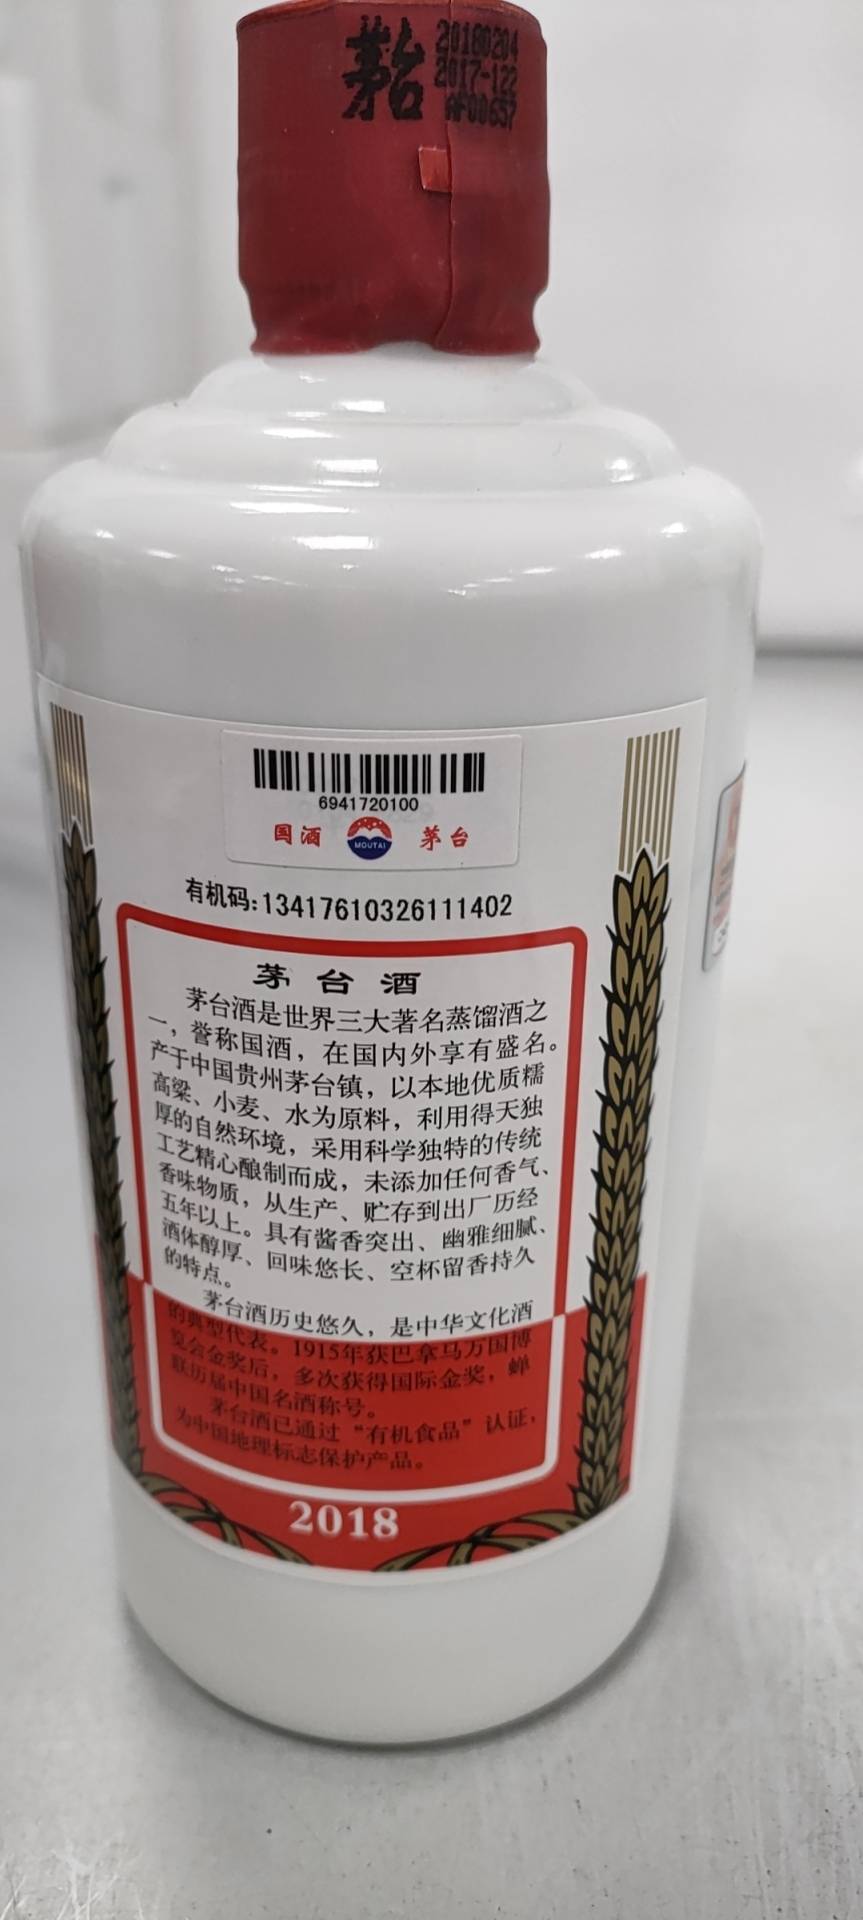 茅台
20180204
2017-122
AF00657
6941720100
国酒
MOUTAI
茅台
有机码:13417610326111402
茅台酒
茅台酒是世界三大著名蒸馏酒之
一，誉称国酒，在国内外享有盛名。
产于中国贵州茅台镇，以本地优质糯
高粱、小麦、水为原料，利用得天独
厚的自然环境，采用科学独特的传统
工艺精心酿制而成，未添加任何香气、
香味物质，从生产、贮存到出厂历经
五年以上。具有酱香突出、幽雅细腻、
酒体醇厚、回味悠长、空杯留香持久
的特点。
茅台酒历史悠久，是中华文化酒
的典型代表。1915年获巴拿马万国博
览会金奖后，多次获得国际金奖，蝉
联历届中国名酒称号。
茅台酒已通过“有机食品”认证，
为中国地理标志保护产品。
2018